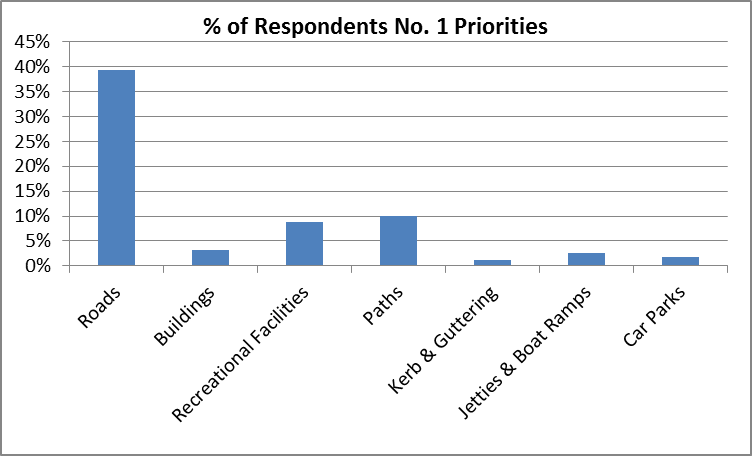 % of Respondents No. 1 Priorities
45%
40%
35%
30%
25%
20%
15%
10%
5%
0%
Roads
Buildings
Recreational Facilities
Paths
Kerb & Guttering
Jetties & Boat Ramps
Car Parks